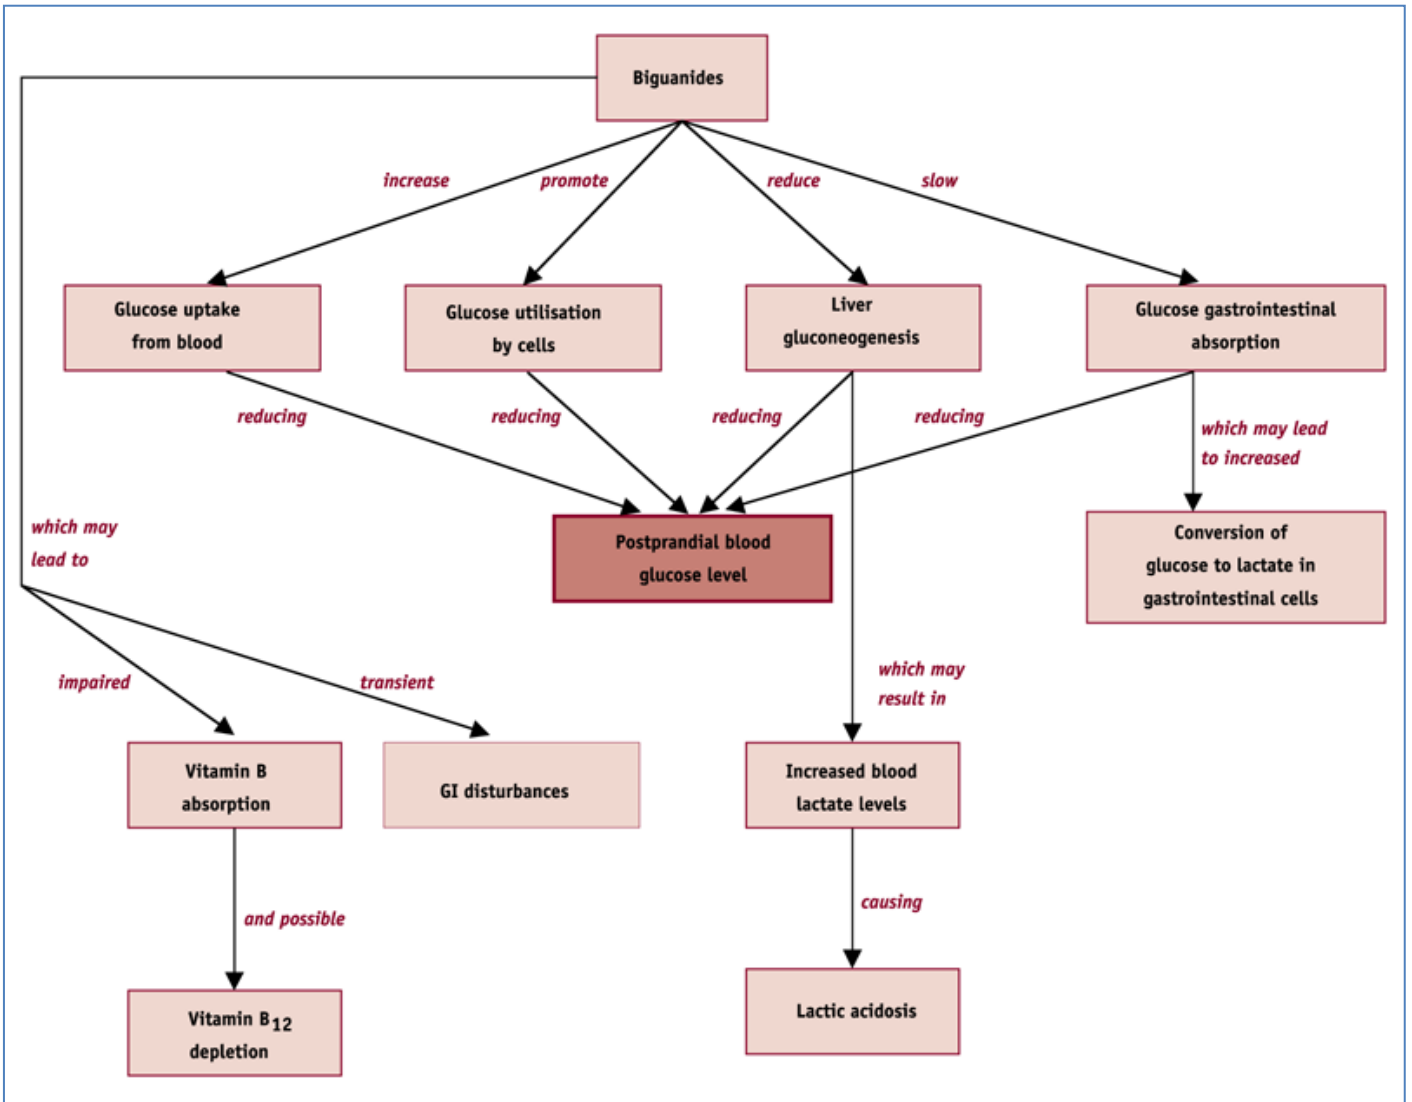 Biguanides
increase
promote
reduce
slow
Glucose uptake
from blood
Glucose utilisation
by cells
Liver
gluconeogenesis
Glucose gastrointestinal
absorption
reducing
reducing
reducing
reducing
which may lead
to increased
Postprandial blood
glucose level
Conversion of
glucose to lactate in
gastrointestinal cells
which may
lead to
impaired
transient
which may
result in
Vitamin B
absorption
GI disturbances
Increased blood
lactate levels
and possible
causing
Vitamin B12
depletion
Lactic acidosis